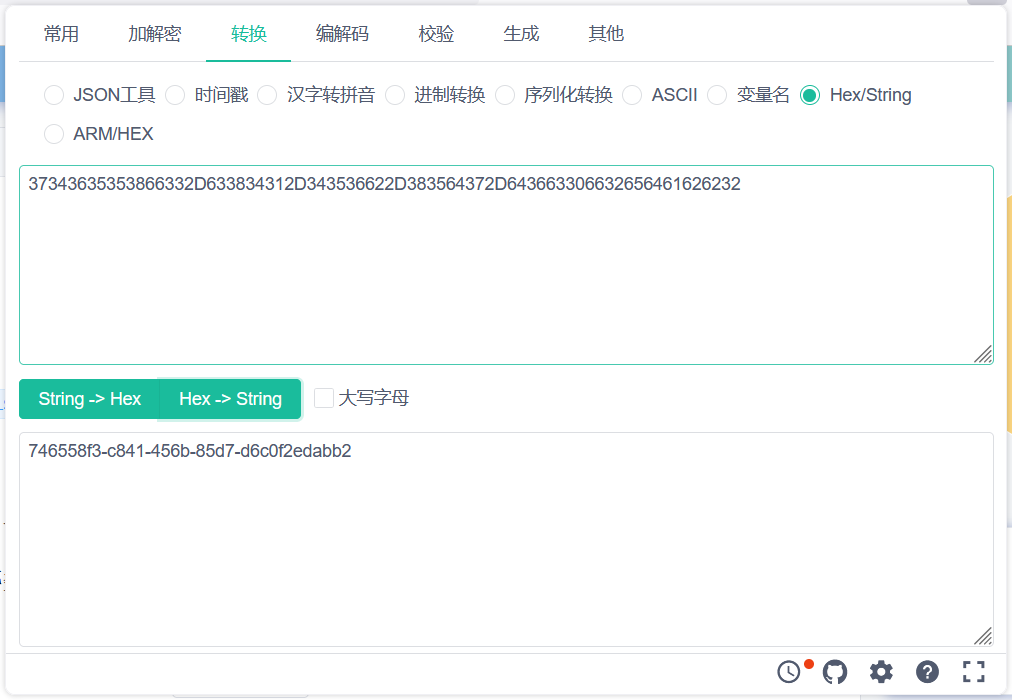 常用 加解密 转换 编解码 校验 生成 其他
JSON工具 时间戳 汉字转拼音 进制转换 序列化转换 ASCII 变量名 Hex/String
ARM/HEX
37343635353866332D633834312D343536622D383564372D643663306632656461626232
String -> Hex Hex -> String 大写字母
746558f3-c841-456b-85d7-d6c0f2edabb2